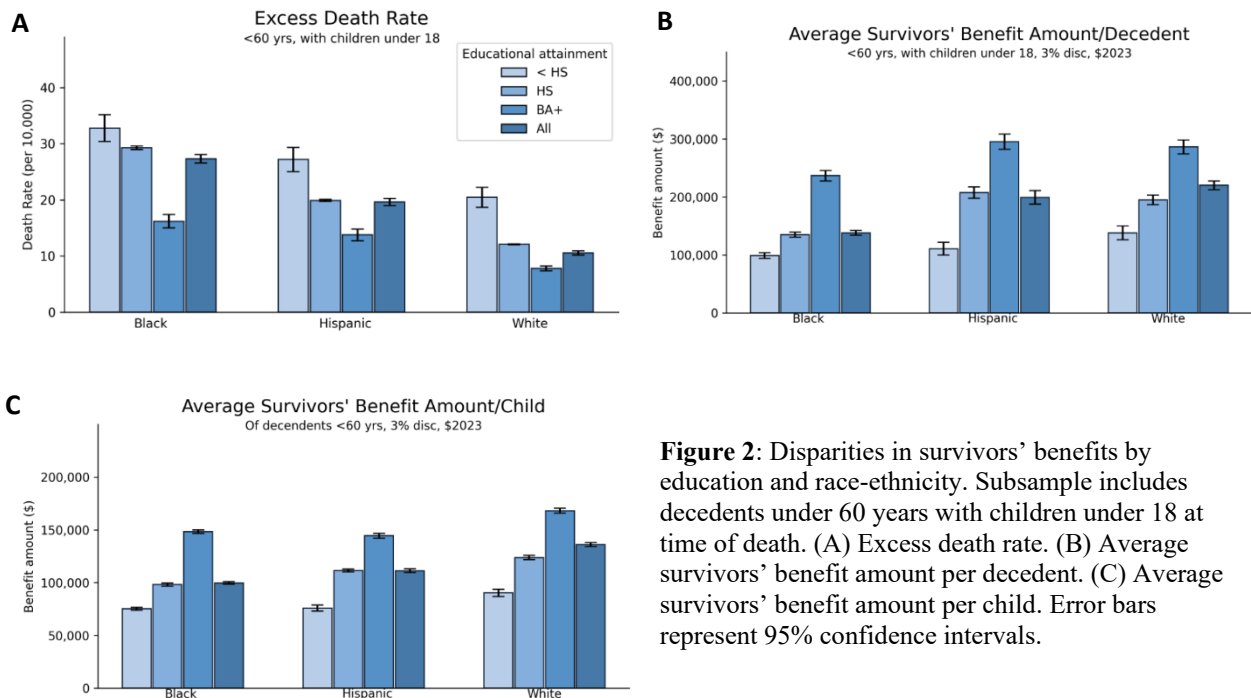 A
Excess Death Rate
<60 yrs, with children under 18
Educational attainment
< HS
HS
BA+
All
Death Rate (per 10,000)
40
30
20
10
0
Black
Hispanic
White
B
Average Survivors' Benefit Amount/Decedent
<60 yrs, with children under 18, 3% disc, $2023
Benefit amount ($)
400,000
300,000
200,000
100,000
0
Black
Hispanic
White
C
Average Survivors' Benefit Amount/Child
Of decendents <60 yrs, 3% disc, $2023
Benefit amount ($)
200,000
150,000
100,000
50,000
0
Black
Hispanic
White
Figure 2: Disparities in survivors’ benefits by
education and race-ethnicity. Subsample includes
decedents under 60 years with children under 18 at
time of death. (A) Excess death rate. (B) Average
survivors’ benefit amount per decedent. (C) Average
survivors’ benefit amount per child. Error bars
represent 95% confidence intervals.